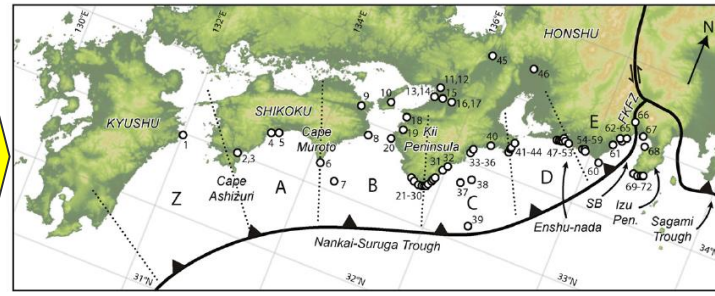 130°E
132°E
134°E
136°E
HONSHU
N
45
46
11,12
13,14
15
16,17
9
10
KYUSHU
SHIKOKU
18
19
Kii
Peninsula
1
4
5
Cape
Muroto
8
20
2,3
40
33-36
41-44
E
54-59
47-53
62-65
66
67
FKFZ
61
68
60
6
7
31
32
Z
Cape
Ashizuri
A
B
21-30
37
38
C
D
69-72
39
Enshu-nada
SB
Izu
Pen.
Sagami
Trough
Nankai-Suruga Trough
31°N
32°N
33°N
34°N